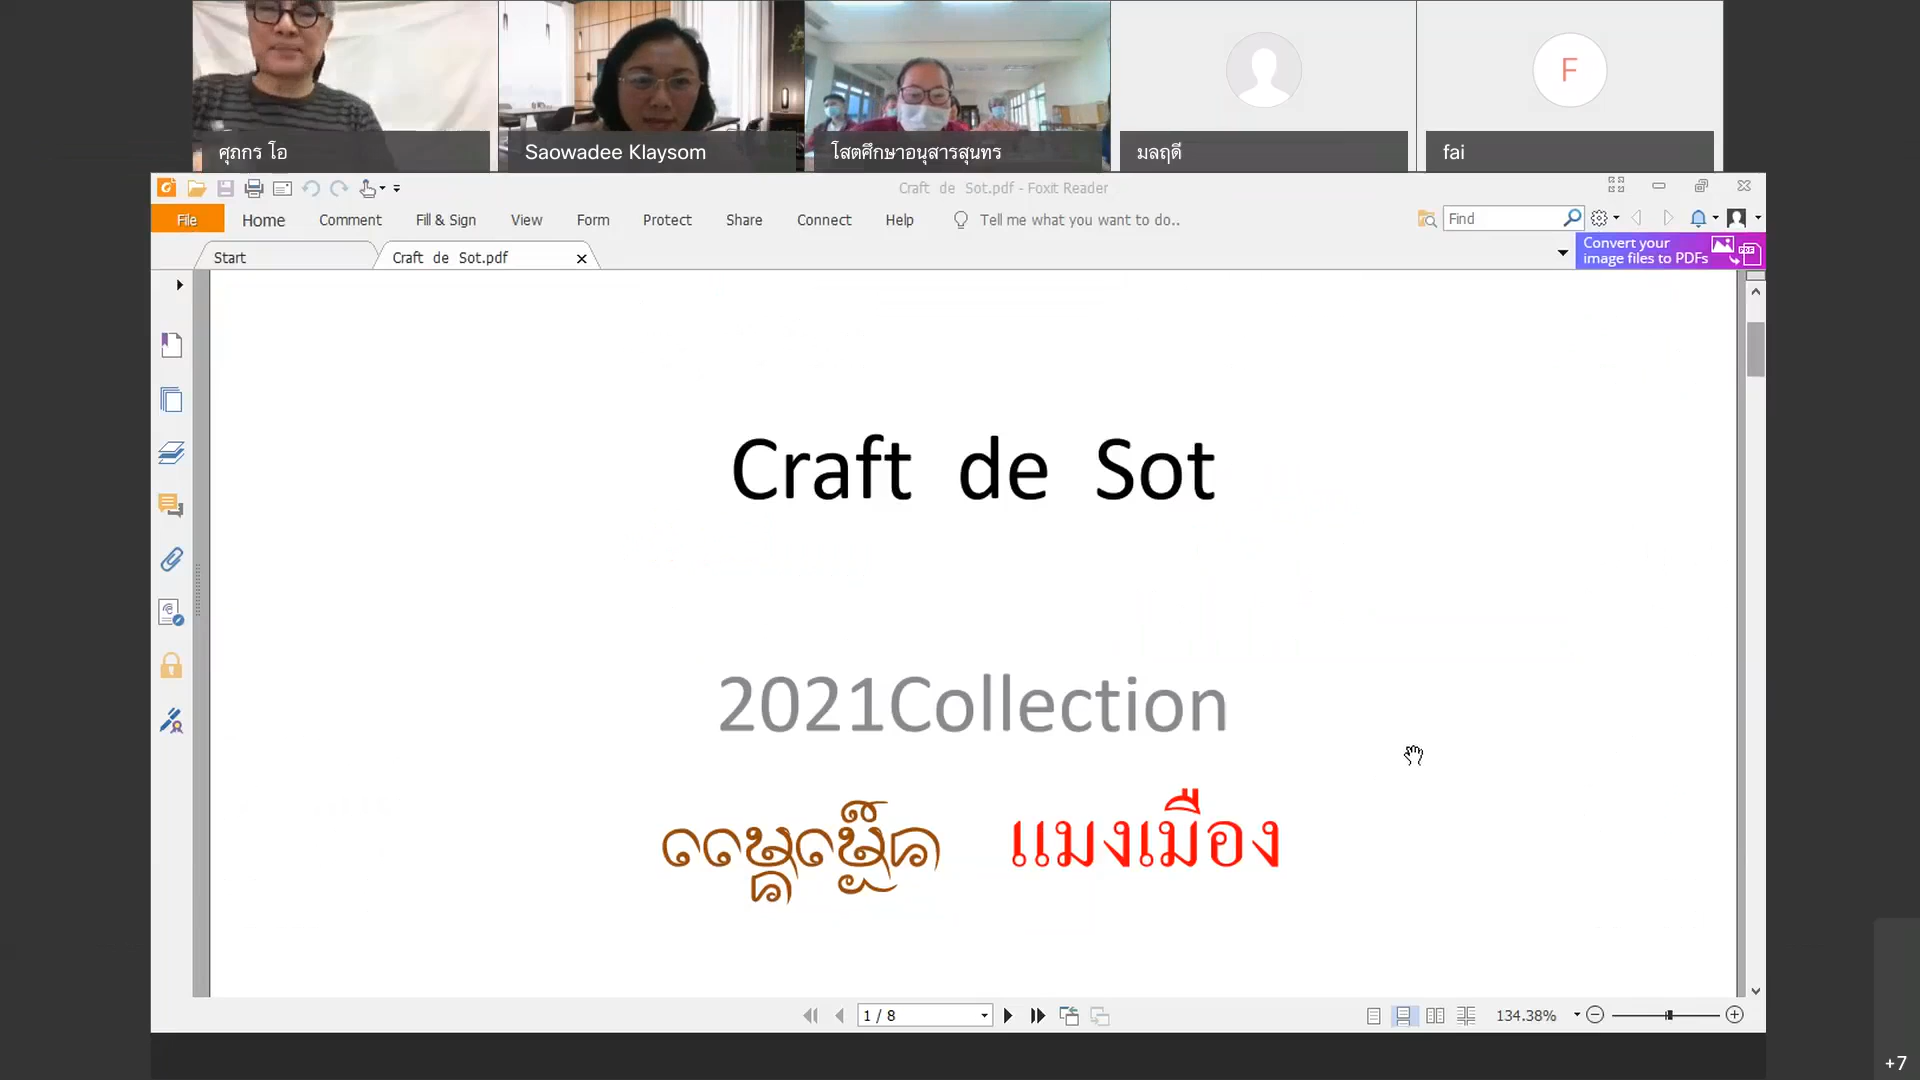 ศุภกร โอ
Saowadee Klaysom
โสตศึกษาอนุสารสุนทร
มลฤดี
F
fai
Craft de Sot.pdf - Foxit Reader
File Home Comment Fill & Sign View Form Protect Share Connect Help Tell me what you want to do.. Find
Start
Craft de Sot.pdf
Convert your
image files to PDFs
Craft de Sot
2021Collection
แมงเมือง
1 / 8
134.38%
+7